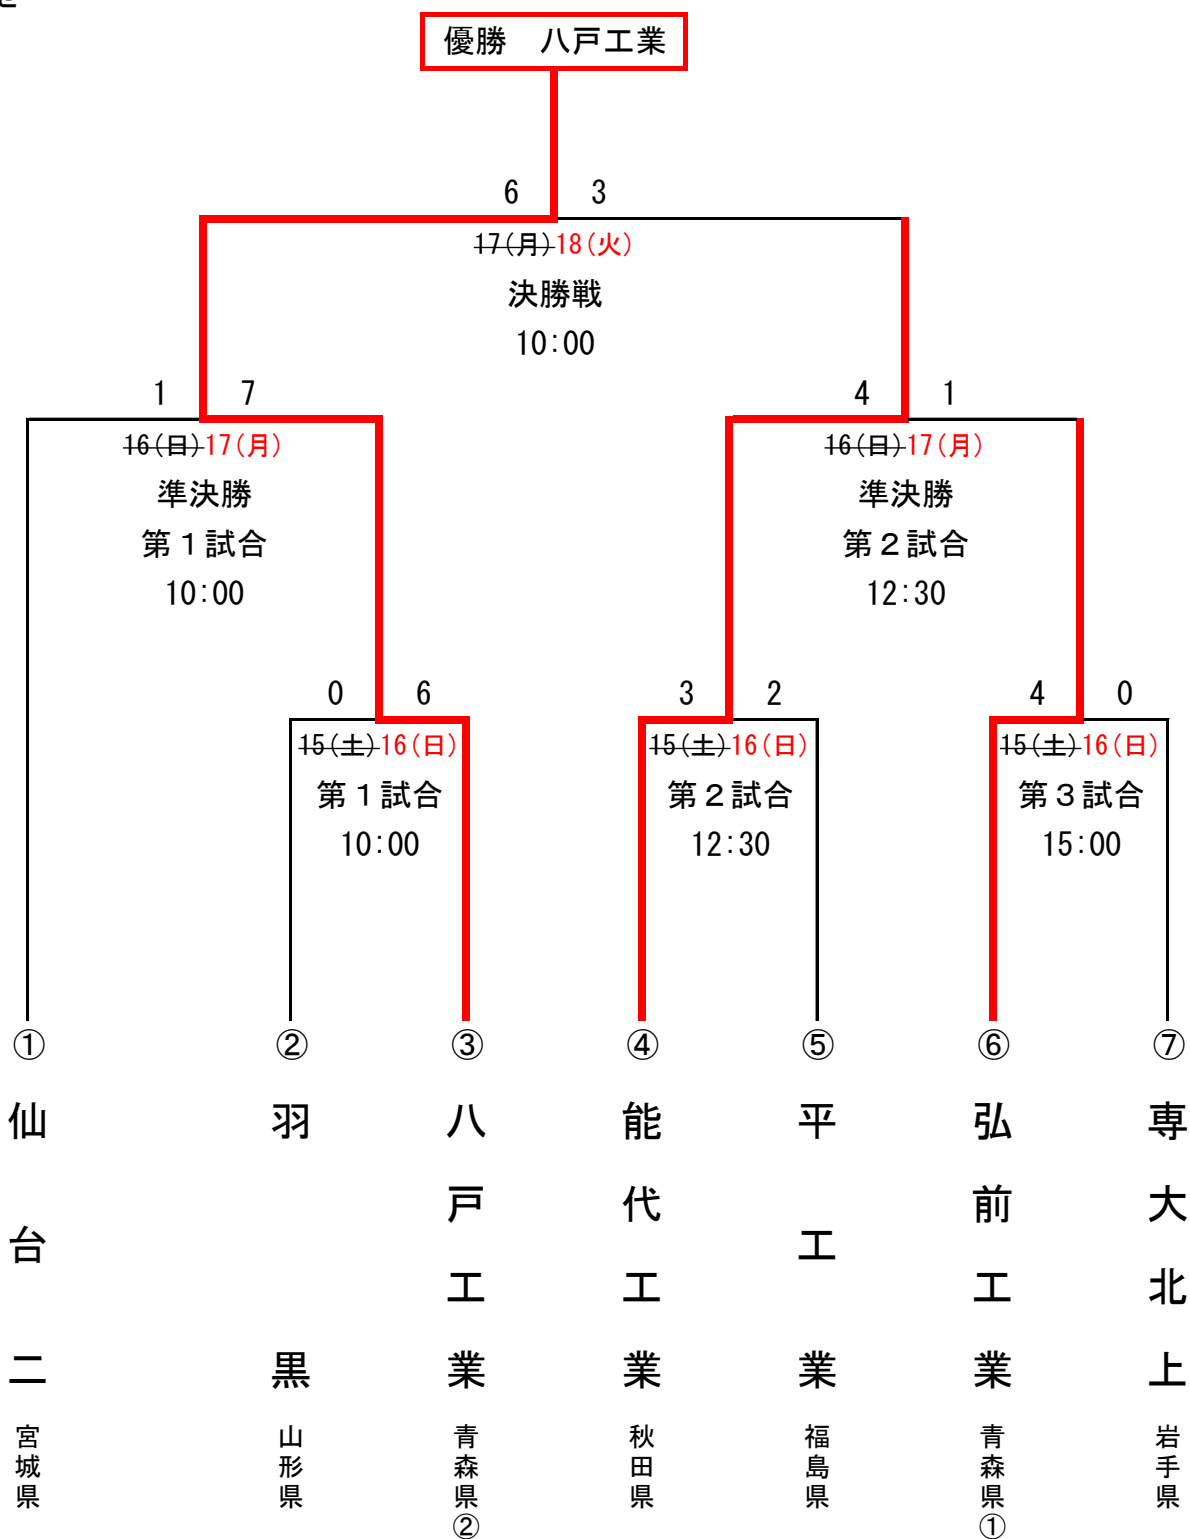 優勝　八戸工業
6 3
17(月)18(火)
決勝戦
10:00
1 7
4 1
16(日)17(月)
準決勝
第１試合
10:00
16(日)17(月)
準決勝
第２試合
12:30
0 6
3 2
4 0
15(土)16(日)
第１試合
10:00
15(土)16(日)
第２試合
12:30
15(土)16(日)
第３試合
15:00
①
仙台二
宮城県
②
羽黒
山形県
③
八戸工業
青森県②
④
能代工業
秋田県
⑤
平工業
福島県
⑥
弘前工業
青森県①
⑦
専大北上
岩手県